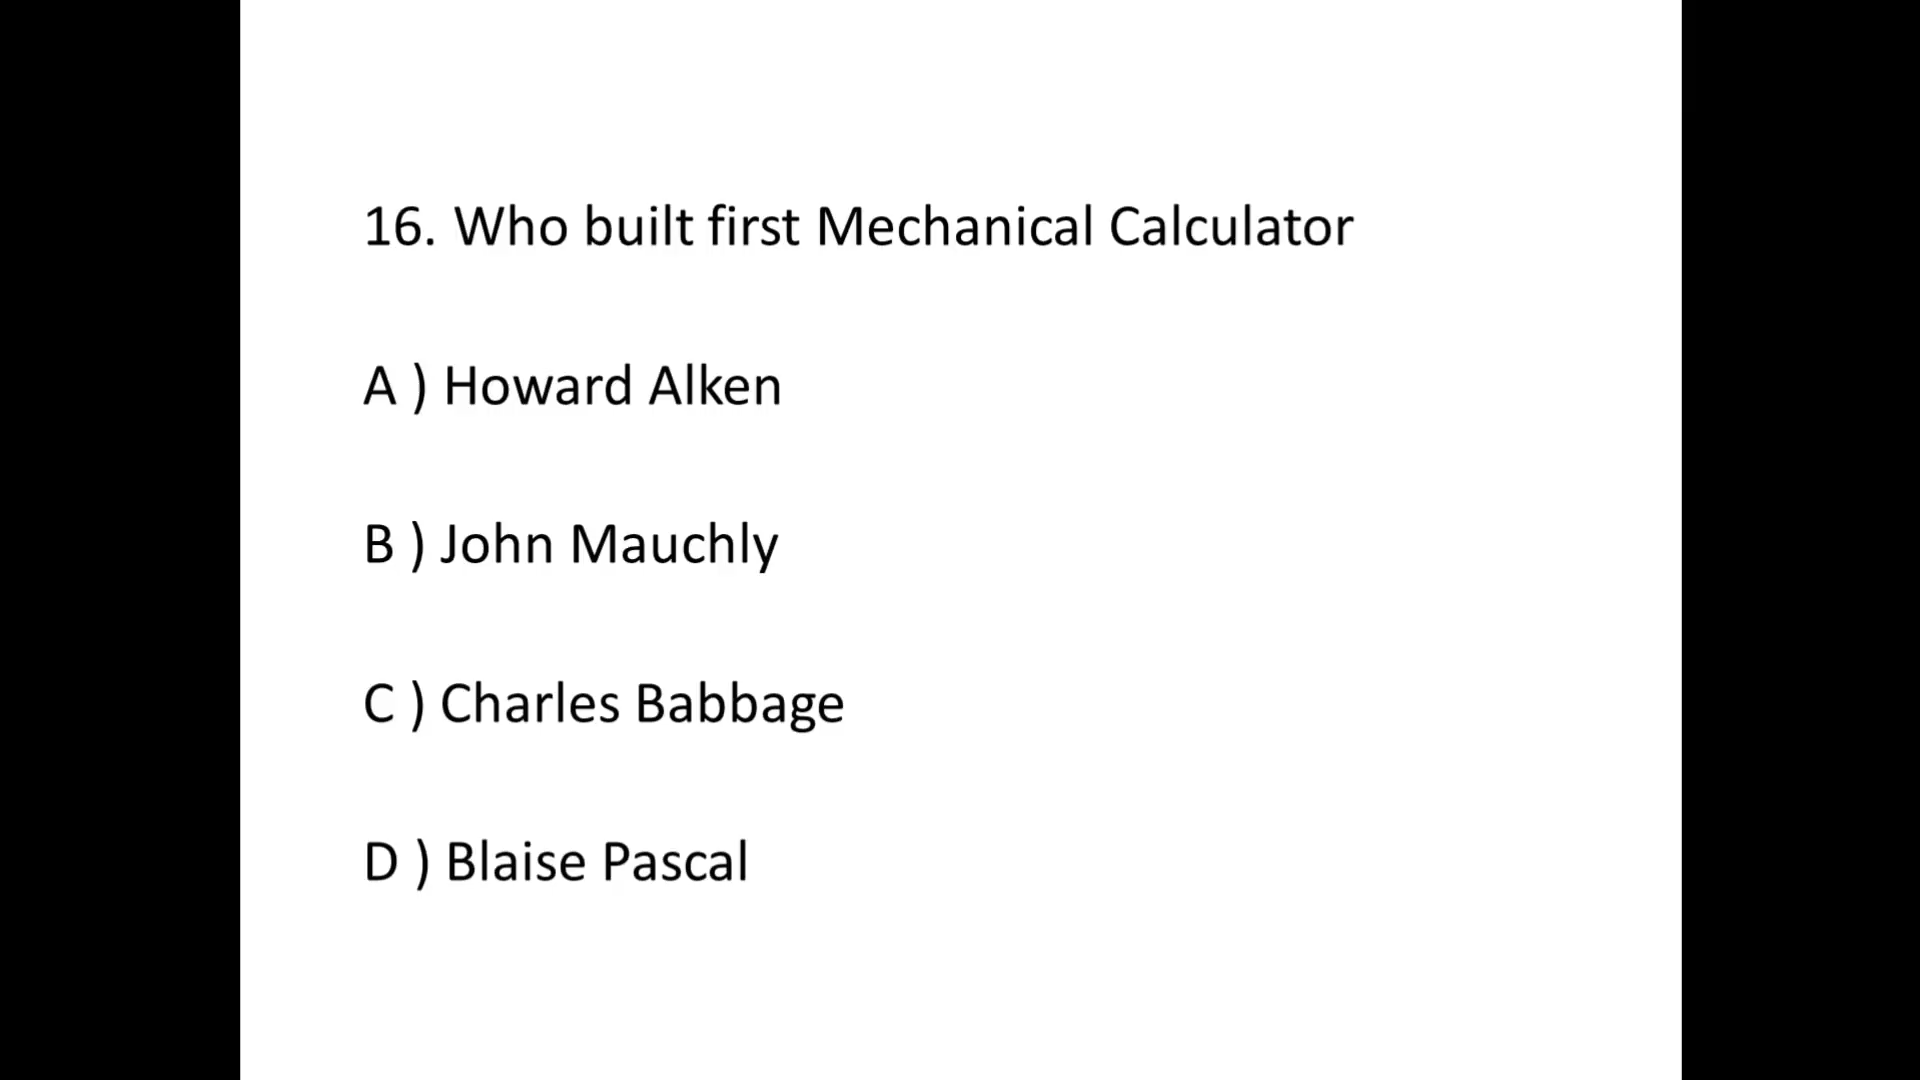 16. Who built first Mechanical Calculator
A ) Howard Alken
B ) John Mauchly
C ) Charles Babbage
D ) Blaise Pascal